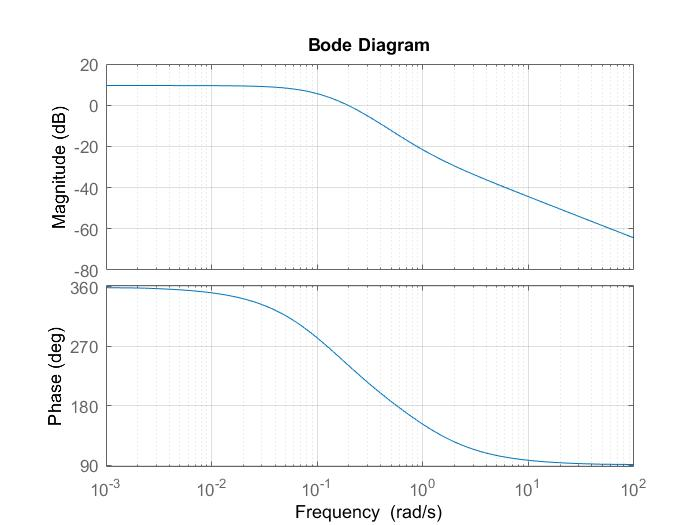 Bode Diagram
Magnitude (dB)
20
0
-20
-40
-60
-80
Phase (deg)
360
270
180
90
10^-3 10^-2 10^-1 10^0 10^1 10^2
Frequency (rad/s)